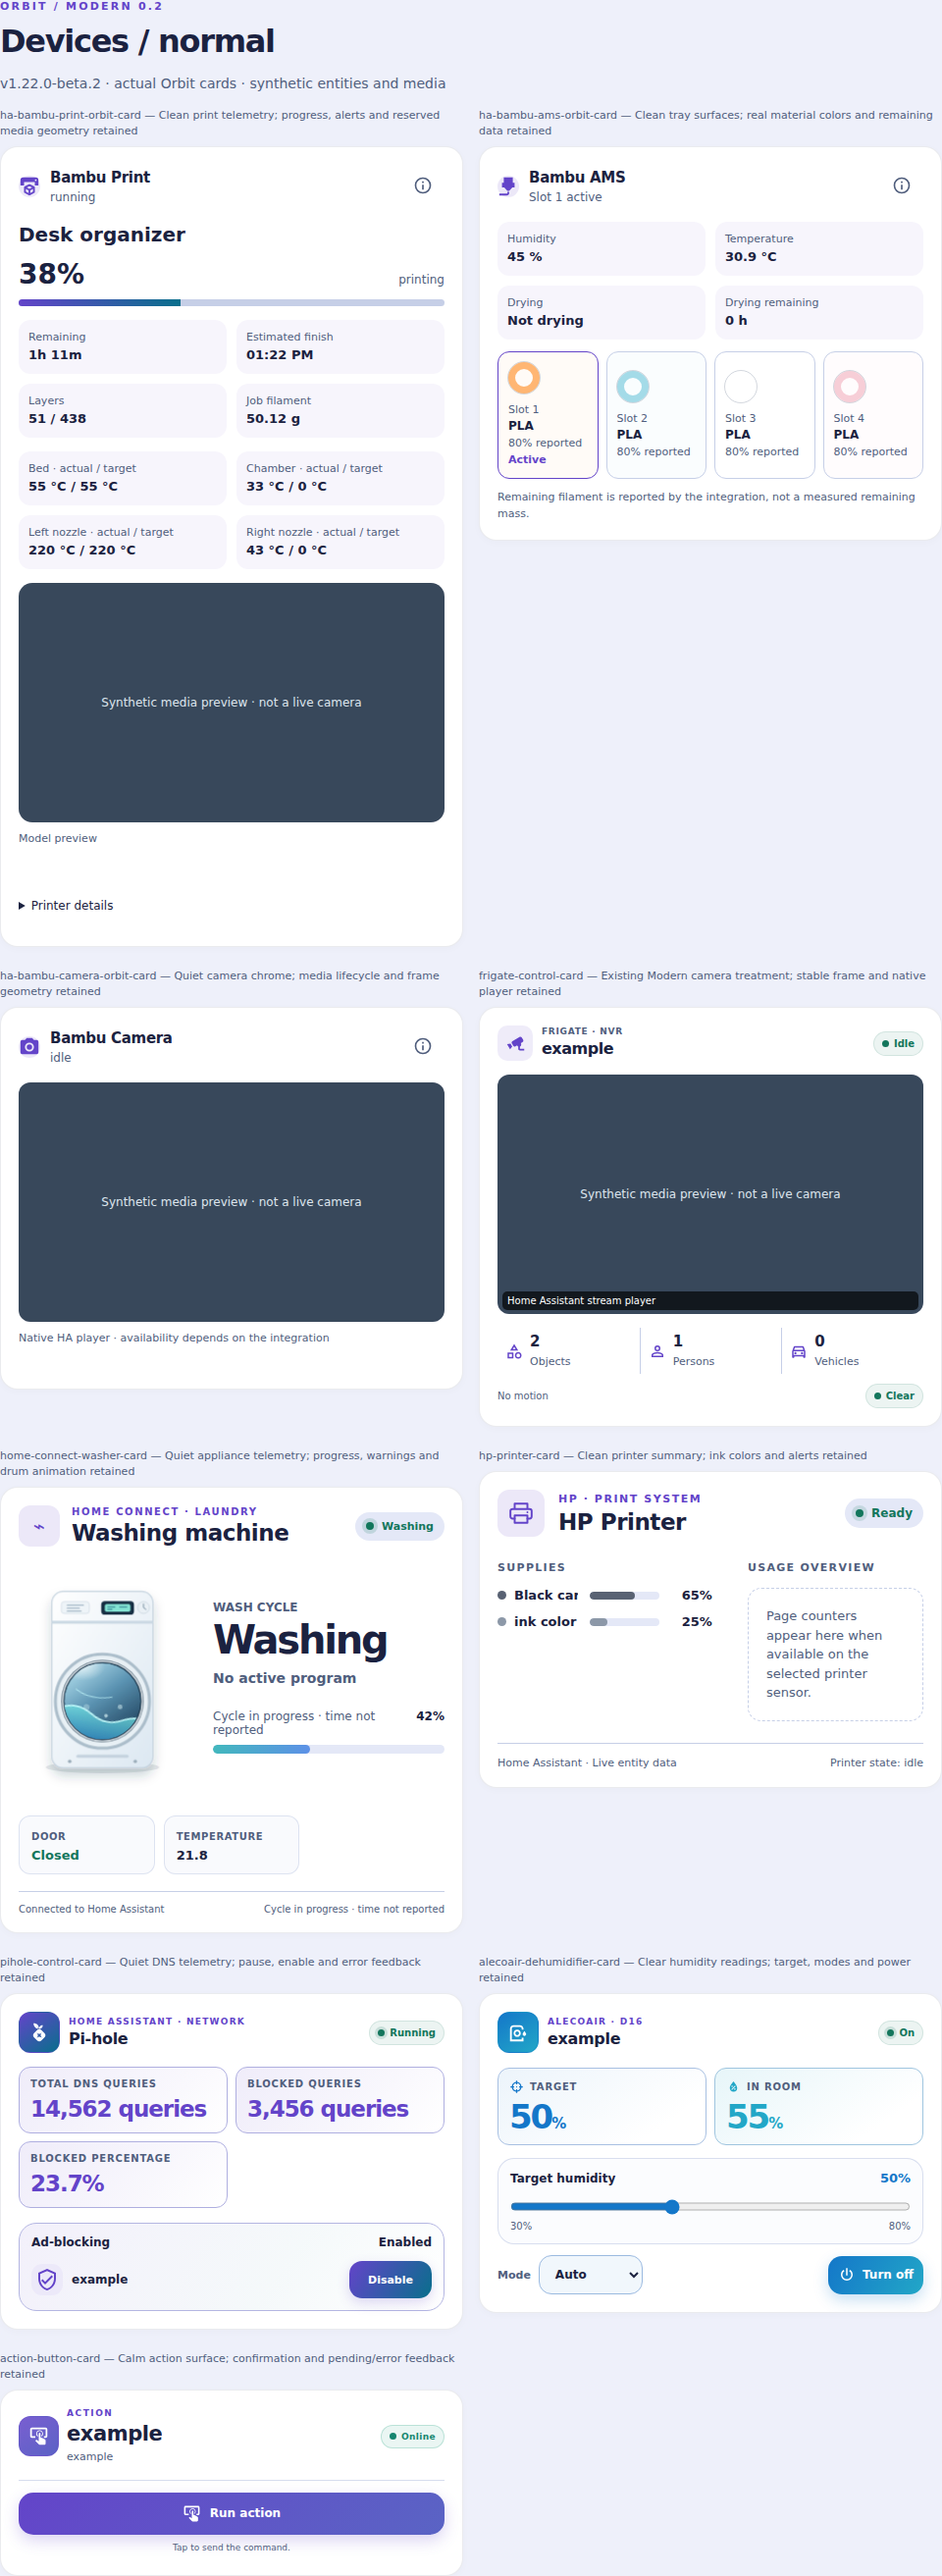 ORBIT / MODERN 0.2
Devices / normal
v1.22.0-beta.2 · actual Orbit cards · synthetic entities and media
ha-bambu-print-orbit-card — Clean print telemetry; progress, alerts and reserved
media geometry retained
Bambu Print
running
Desk organizer
38%
printing
Remaining
1h 11m
Estimated finish
01:22 PM
Layers
51 / 438
Job filament
50.12 g
Bed · actual / target
55 °C / 55 °C
Chamber · actual / target
33 °C / 0 °C
Left nozzle · actual / target
220 °C / 220 °C
Right nozzle · actual / target
43 °C / 0 °C
Synthetic media preview · not a live camera
Model preview
Printer details
ha-bambu-ams-orbit-card — Clean tray surfaces; real material colors and remaining
data retained
Bambu AMS
Slot 1 active
Humidity
45 %
Temperature
30.9 °C
Drying
Not drying
Drying remaining
0 h
Slot 1
PLA
80% reported
Active
Slot 2
PLA
80% reported
Slot 3
PLA
80% reported
Slot 4
PLA
80% reported
Remaining filament is reported by the integration, not a measured remaining
mass.
ha-bambu-camera-orbit-card — Quiet camera chrome; media lifecycle and frame
geometry retained
Bambu Camera
idle
Synthetic media preview · not a live camera
Native HA player · availability depends on the integration
frigate-control-card — Existing Modern camera treatment; stable frame and native
player retained
FRIGATE · NVR
example
Idle
Synthetic media preview · not a live camera
Home Assistant stream player
2
Objects
1
Persons
0
Vehicles
No motion
Clear
home-connect-washer-card — Quiet appliance telemetry; progress, warnings and
drum animation retained
HOME CONNECT · LAUNDRY
Washing machine
Washing
WASH CYCLE
Washing
No active program
Cycle in progress · time not
reported
42%
DOOR
Closed
TEMPERATURE
21.8
Connected to Home Assistant
Cycle in progress · time not reported
hp-printer-card — Clean printer summary; ink colors and alerts retained
HP · PRINT SYSTEM
HP Printer
Ready
SUPPLIES
Black car
65%
ink color
25%
USAGE OVERVIEW
Page counters
appear here when
available on the
selected printer
sensor.
Home Assistant · Live entity data
Printer state: idle
pihole-control-card — Quiet DNS telemetry; pause, enable and error feedback
retained
HOME ASSISTANT · NETWORK
Pi-hole
Running
TOTAL DNS QUERIES
14,562 queries
BLOCKED QUERIES
3,456 queries
BLOCKED PERCENTAGE
23.7%
Ad-blocking
Enabled
example
Disable
alecoair-dehumidifier-card — Clear humidity readings; target, modes and power
retained
ALECOAIR · D16
example
On
TARGET
50%
IN ROOM
55%
Target humidity
50%
30%
80%
Mode
Auto
Turn off
action-button-card — Calm action surface; confirmation and pending/error feedback
retained
ACTION
example
example
Online
Run action
Tap to send the command.